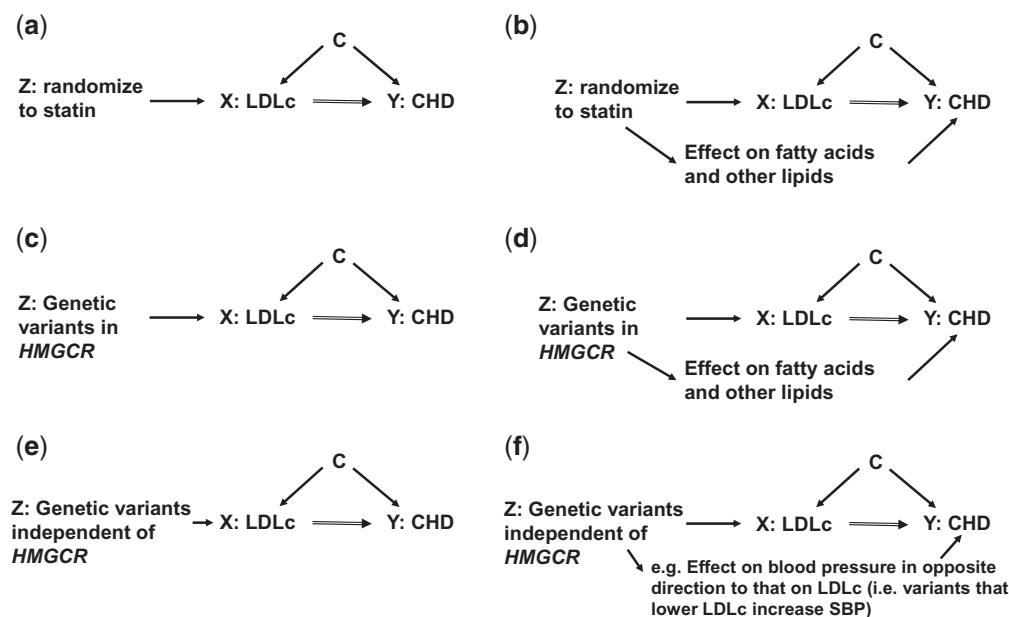 (a)
C
Z: randomize
to statin
X: LDLc
Y: CHD
(b)
C
Z: randomize
to statin
X: LDLc
Y: CHD
Effect on fatty acids
and other lipids
(c)
C
Z: Genetic
variants in
HMGCR
X: LDLc
Y: CHD
(d)
C
Z: Genetic
variants in
HMGCR
X: LDLc
Y: CHD
Effect on fatty acids
and other lipids
(e)
C
Z: Genetic variants
independent of
HMGCR
X: LDLc
Y: CHD
(f)
C
Z: Genetic variants
independent of
HMGCR
X: LDLc
Y: CHD
e.g. Effect on blood pressure in opposite
direction to that on LDLc (i.e. variants that
lower LDLc increase SBP)